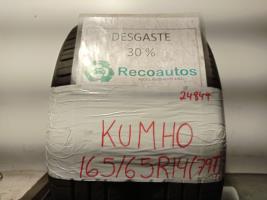 DESGASTE
30 %
Recoautos
24844
KUMHO
165/65R14(79T